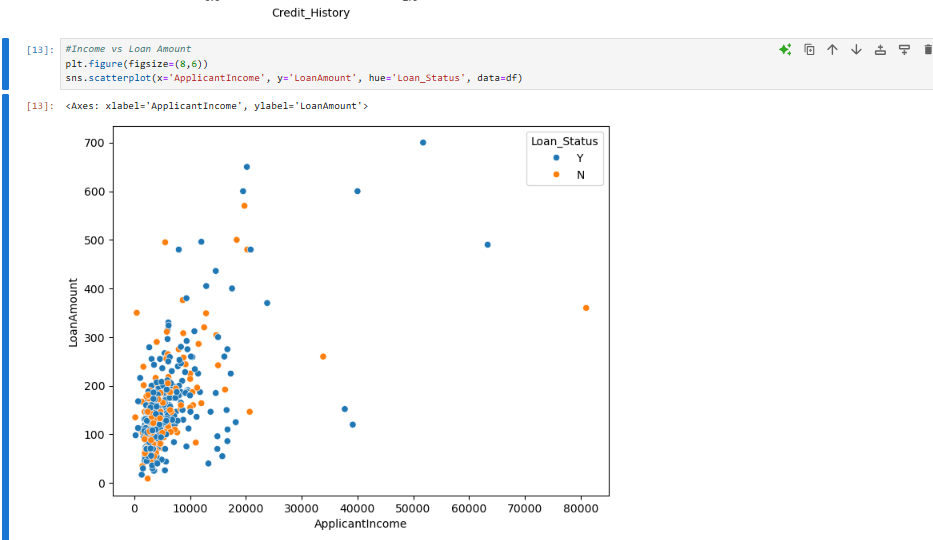 Credit_History
[13]: #Income vs Loan Amount
plt.figure(figsize=(8,6))
sns.scatterplot(x='ApplicantIncome', y='LoanAmount', hue='Loan_Status', data=df)
[13]: <Axes: xlabel='ApplicantIncome', ylabel='LoanAmount'>
Loan_Status
Y
N
700
600
500
400
300
200
100
0
LoanAmount
0 10000 20000 30000 40000 50000 60000 70000 80000
ApplicantIncome